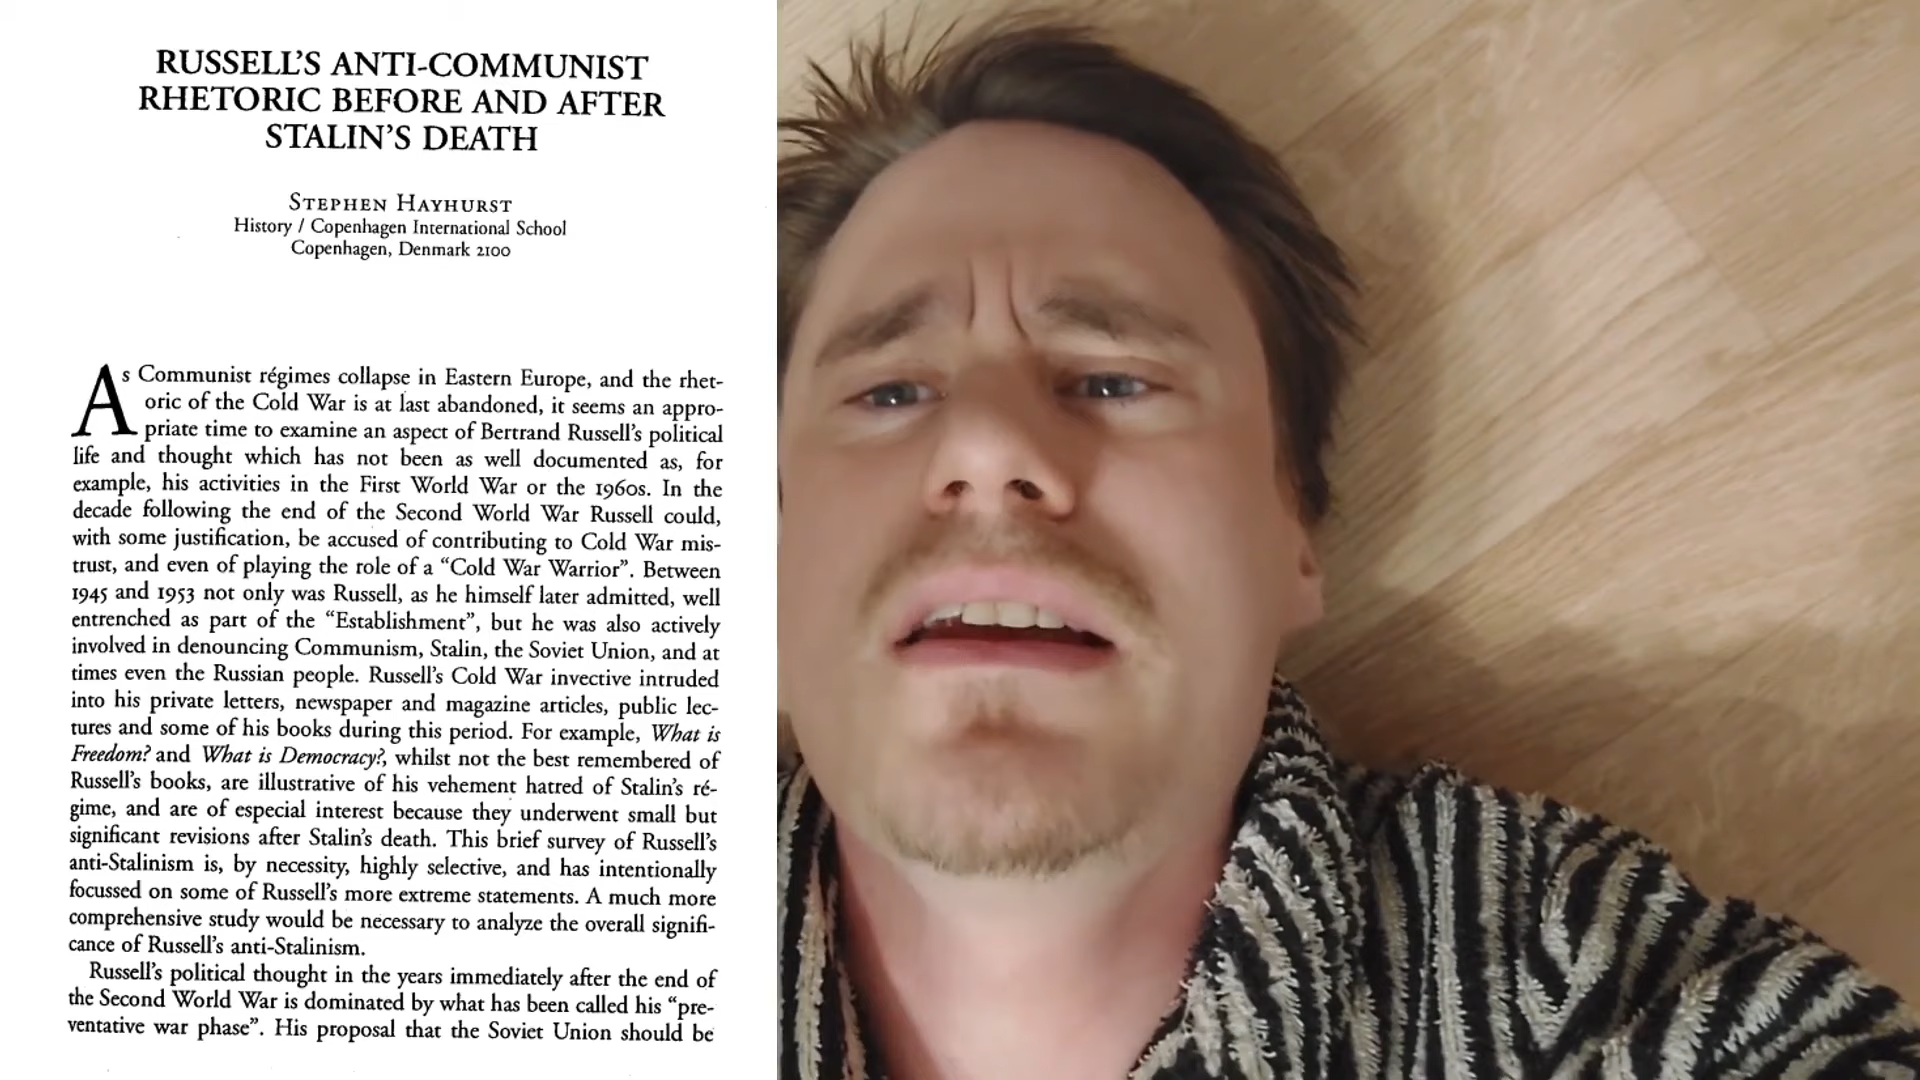 RUSSELL'S ANTI-COMMUNIST
RHETORIC BEFORE AND AFTER
STALIN'S DEATH
STEPHEN HAYHURST
History / Copenhagen International School
Copenhagen, Denmark 2100
As Communist régimes collapse in Eastern Europe, and the rhet-
oric of the Cold War is at last abandoned, it seems an appro-
priate time to examine an aspect of Bertrand Russell's political
life and thought which has not been as well documented as, for
example, his activities in the First World War or the 1960s. In the
decade following the end of the Second World War Russell could,
with some justification, be accused of contributing to Cold War mis-
trust, and even of playing the role of a “Cold War Warrior”. Between
1945 and 1953 not only was Russell, as he himself later admitted, well
entrenched as part of the “Establishment”, but he was also actively
involved in denouncing Communism, Stalin, the Soviet Union, and at
times even the Russian people. Russell's Cold War invective intruded
into his private letters, newspaper and magazine articles, public lec-
tures and some of his books during this period. For example, What is
Freedom? and What is Democracy?, whilst not the best remembered of
Russell's books, are illustrative of his vehement hatred of Stalin's ré-
gime, and are of especial interest because they underwent small but
significant revisions after Stalin's death. This brief survey of Russell's
anti-Stalinism is, by necessity, highly selective, and has intentionally
focussed on some of Russell's more extreme statements. A much more
comprehensive study would be necessary to analyze the overall signifi-
cance of Russell's anti-Stalinism.
Russell's political thought in the years immediately after the end of
the Second World War is dominated by what has been called his “pre-
ventative war phase”. His proposal that the Soviet Union should be